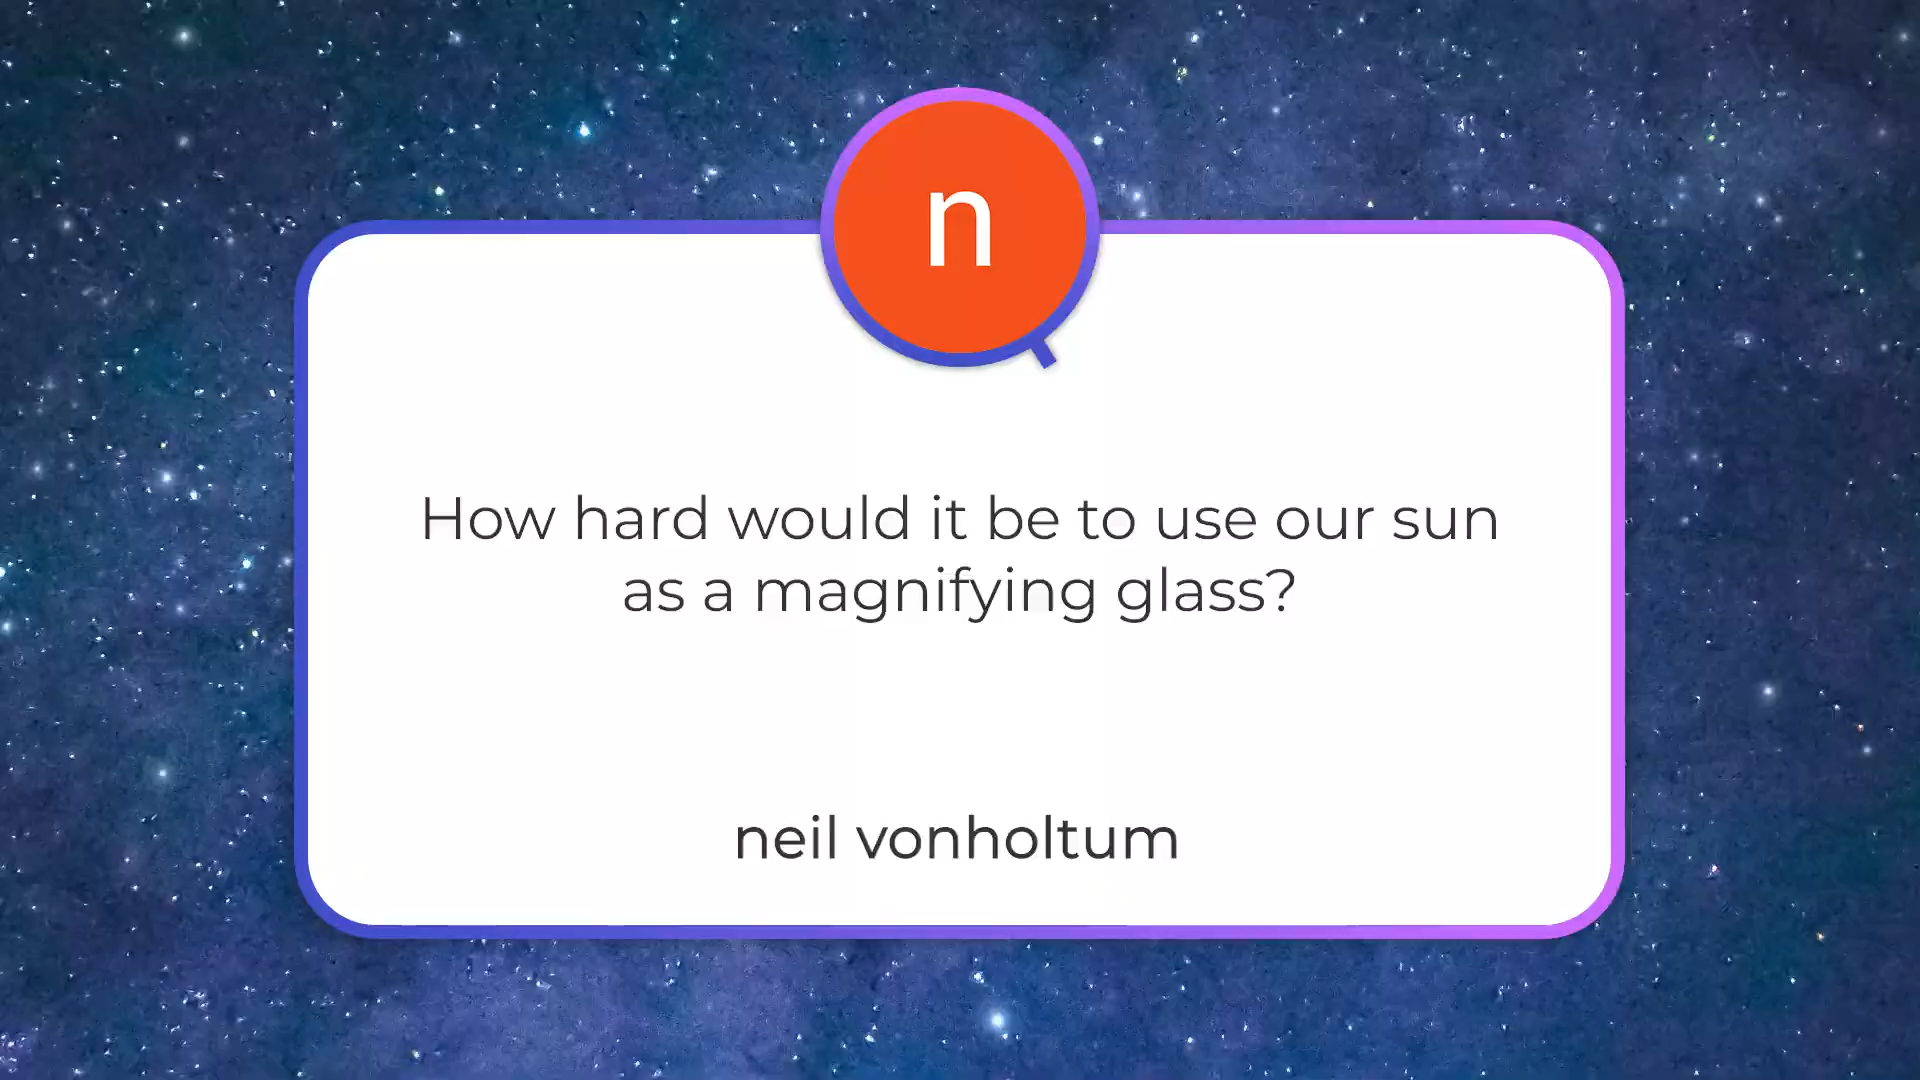 n
How hard would it be to use our sun
as a magnifying glass?
neil vonholtum